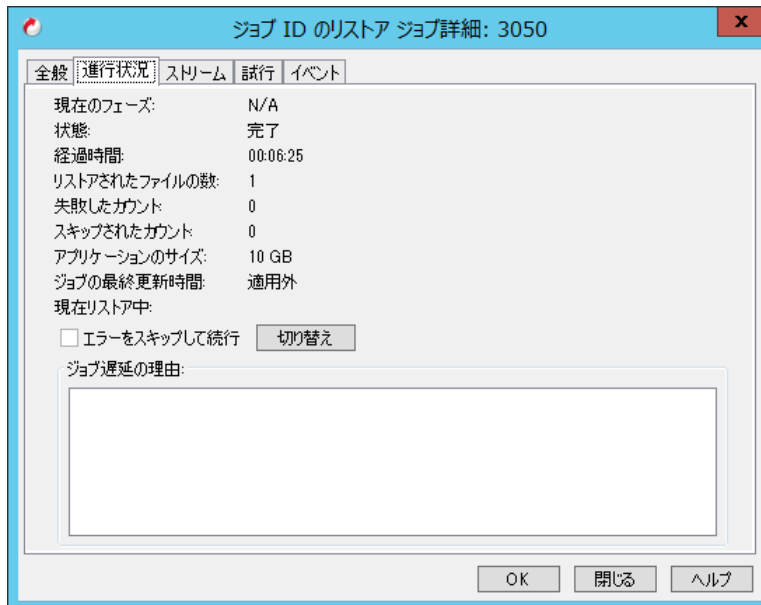 ジョブ ID のリストア ジョブ詳細: 3050
x
全般 進行状況 ストリーム 試行 イベント
現在のフェーズ: N/A
状態: 完了
経過時間: 00:06:25
リストアされたファイルの数: 1
失敗したカウント: 0
スキップされたカウント: 0
アプリケーションのサイズ: 10 GB
ジョブの最終更新時間: 適用外
現在リストア中:
エラーをスキップして続行 切り替え
ジョブ遅延の理由:
OK 閉じる ヘルプ